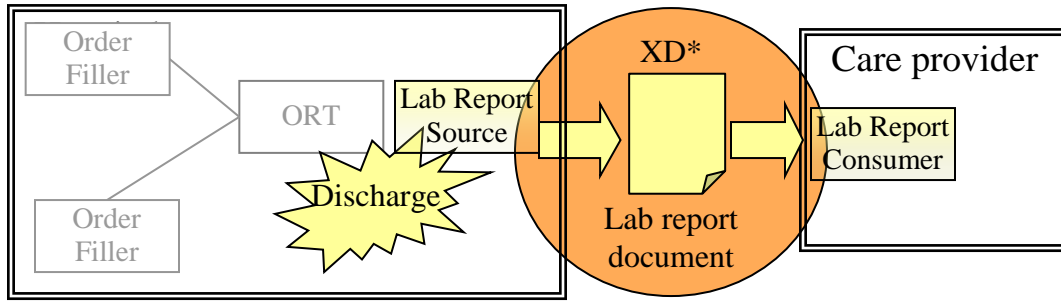 Order
Filler
ORT
Lab Report
Source
Discharge
Order
Filler
XD*
Lab report
document
Care provider
Lab Report
Consumer